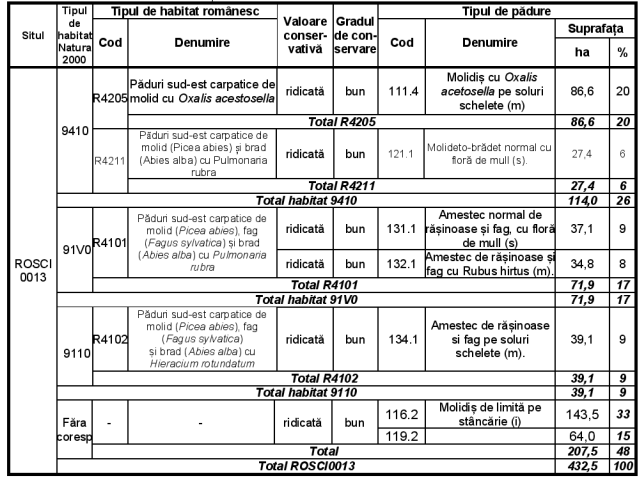 Situl
Tipul de habitat Natura 2000
Tipul de habitat românesc
Cod
Denumire
Valoare conser-vativă
Gradul de con-servare
Tipul de pădure
Cod
Denumire
Suprafața
ha
%
ROSCI 0013
9410
R4205
Păduri sud-est carpatice de
molid cu Oxalis acestosella
ridicată
bun
111.4
Molidiș cu Oxalis
acetosella pe soluri
schelete (m)
86,6
20
Total R4205
86,6
20
R4211
Păduri sud-est carpatice de
molid (Picea abies) și brad
(Abies alba) cu Pulmonaria
rubra
ridicată
bun
121.1
Molideto-brădet normal cu
floră de mull (s).
27,4
6
Total R4211
27,4
6
Total habitat 9410
114,0
26
91V0
R4101
Păduri sud-est carpatice de
molid (Picea abies), fag
(Fagus sylvatica) și brad
(Abies alba) cu Pulmonaria
rubra
ridicată
bun
131.1
Amestec normal de
rășinoase și fag, cu floră
de mull (s)
37,1
9
ridicată
bun
132.1
Amestec de rășinoase și
fag cu Rubus hirtus (m).
34,8
8
Total R4101
71,9
17
Total habitat 91V0
71,9
17
9110
R4102
Păduri sud-est carpatice de
molid (Picea abies), fag
(Fagus sylvatica)
și brad (Abies alba) cu
Hieracium rotundatum
ridicată
bun
134.1
Amestec de rășinoase
si fag pe soluri
schelete (m).
39,1
9
Total R4102
39,1
9
Total habitat 9110
39,1
9
Făra coresp
-
-
ridicată
bun
116.2
Molidiș de limită pe
stâncărie (i)
143,5
33
119.2
64,0
15
Total
207,5
48
Total ROSCI0013
432,5
100